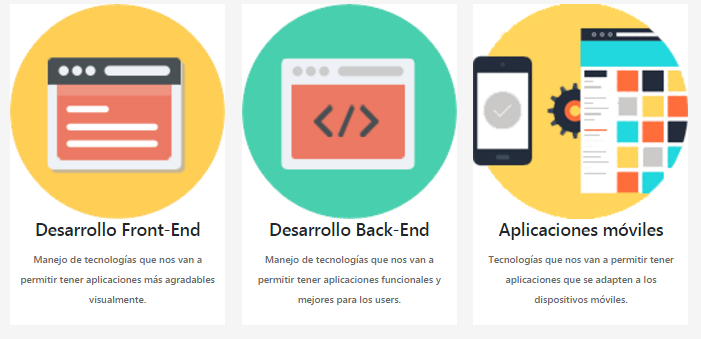 Desarrollo Front-End
Manejo de tecnologías que nos van a
permitir tener aplicaciones más agradables
visualmente.
</>
Desarrollo Back-End
Manejo de tecnologías que nos van a
permitir tener aplicaciones funcionales y
mejores para los users.
Aplicaciones móviles
Tecnologías que nos van a permitir tener
aplicaciones que se adapten a los
dispositivos móviles.